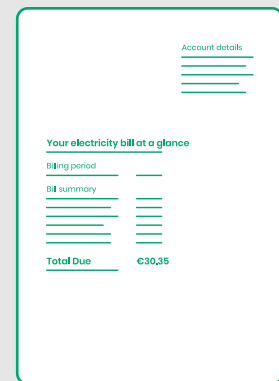 Account details
Your electricity bill at a glance
Billing period
Bill summary
Total Due €30,35